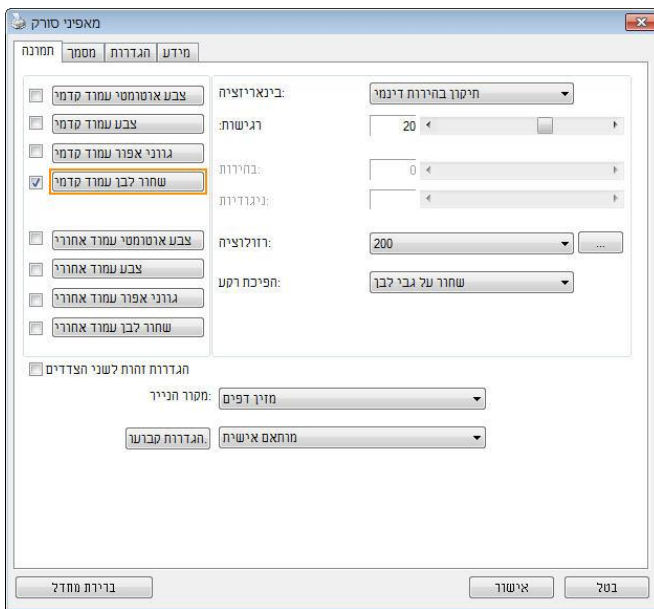 מאפיני סורק
תמונה מסמך הגדרות מידע
צבע אוטומטי עמוד קדמי
צבע עמוד קדמי
גווני אפור עמוד קדמי
שחור לבן עמוד קדמי
צבע אוטומטי עמוד אחורי
צבע עמוד אחורי
גווני אפור עמוד אחורי
שחור לבן עמוד אחורי
בינאריזציה: תיקון בהירות דינמי
רגישות: 20
בהירות: 0
ניגודיות:
רזולוציה: 200 ...
הפיכת רקע: שחור על גבי לבן
הגדרות זהות לשני הצדדים
מקור הנייר: מזין דפים
הגדרות קבועו. מותאם אישית
ברירת מחדל אישור בטל